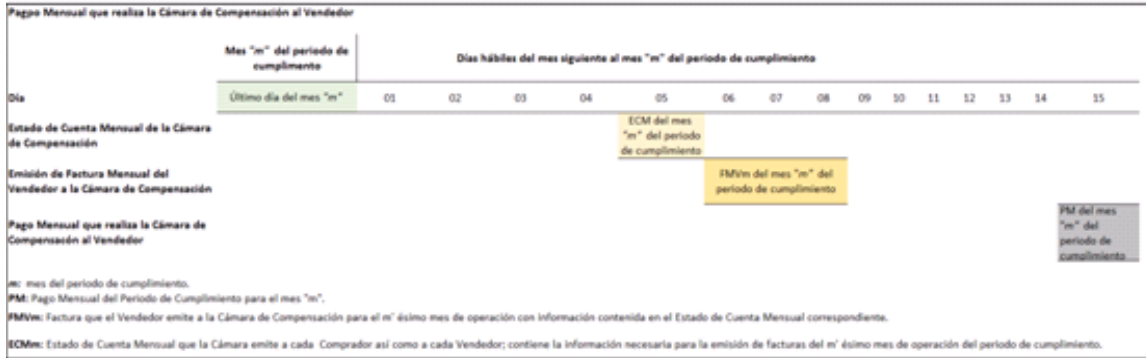 Pagpo Mensual que realiza la Cámara de Compensación al Vendedor
Mes "m" del periodo de
cumplimento
Días hábiles del mes siguiente al mes "m" del periodo de cumplimiento
Día
Último día del mes "m"
01 02 03 04 05 06 07 08 09 10 11 12 13 14 15
Estado de Cuenta Mensual de la Cámara
de Compensación
ECM del mes
"m" del periodo
de cumplimiento
Emisión de Factura Mensual del
Vendedor a la Cámara de Compensación
FMVm del mes "m" del
periodo de cumplimiento
Pago Mensual que realiza la Cámara de
Compensacón al Vendedor
PM del mes
"m" del
periodo de
cumplimiento
m: mes del periodo de cumplimiento.
PM: Pago Mensual del Periodo de Cumplimiento para el mes "m".
FMVm: Factura que el Vendedor emite a la Cámara de Compensación para el m' ésimo mes de operación con información contenida en el Estado de Cuenta Mensual correspondiente.
ECMm: Estado de Cuenta Mensual que la Cámara emite a cada Comprador así como a cada Vendedor; contiene la información necesaria para la emisión de facturas del m' ésimo mes de operación del periodo de cumplimiento.